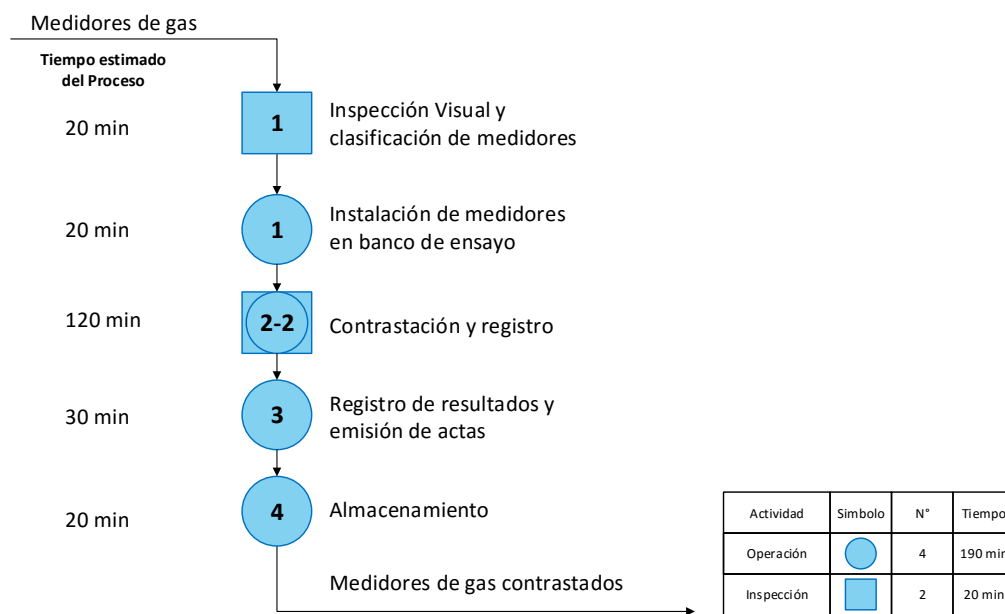 Medidores de gas
Tiempo estimado
del Proceso
20 min
1
Inspección Visual y
clasificación de medidores
20 min
1
Instalación de medidores
en banco de ensayo
120 min
2-2
Contrastación y registro
30 min
3
Registro de resultados y
emisión de actas
20 min
4
Almacenamiento
Medidores de gas contrastados
Actividad Simbolo N° Tiempo
Operación 4 190 min
Inspección 2 20 min